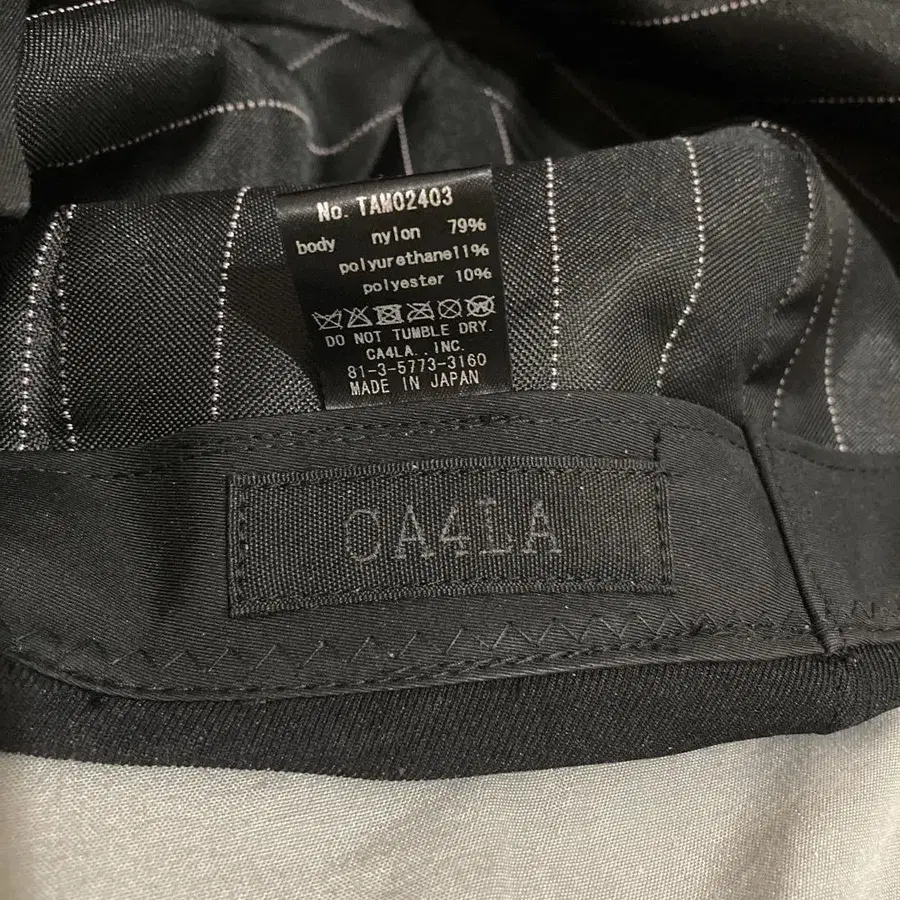 No. TAM02403
body nylon 79%
polyurethane11%
polyester 10%
DO NOT TUMBLE DRY.
CA4LA. .INC.
81-3-5773-3160
MADE IN JAPAN
CA4LA